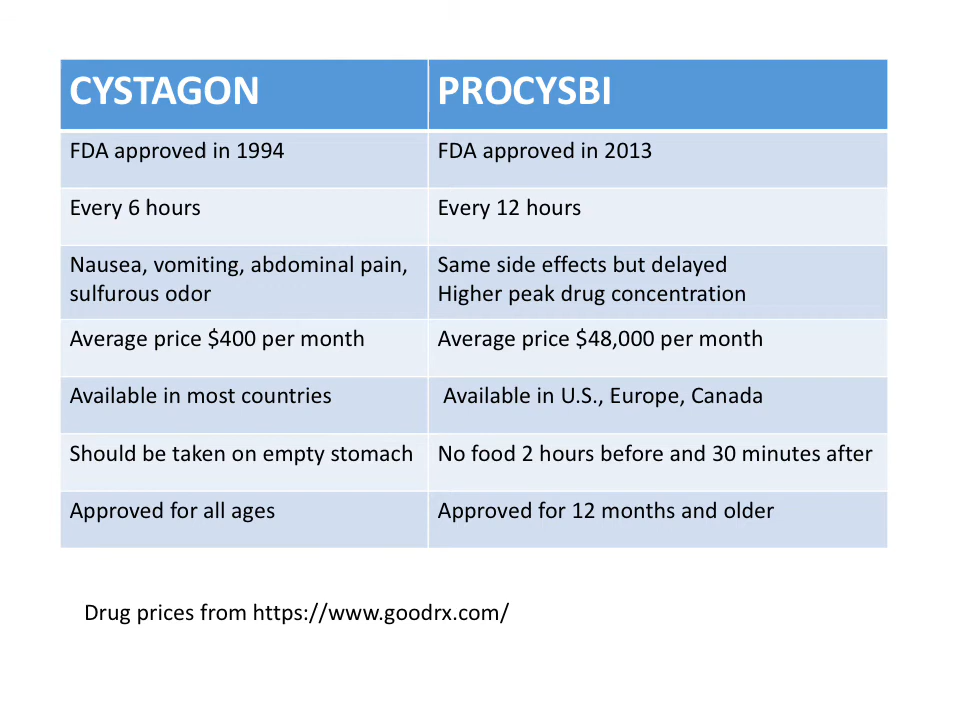 CYSTAGON
PROCYSBI
FDA approved in 1994
FDA approved in 2013
Every 6 hours
Every 12 hours
Nausea, vomiting, abdominal pain,
sulfurous odor
Same side effects but delayed
Higher peak drug concentration
Average price $400 per month
Average price $48,000 per month
Available in most countries
Available in U.S., Europe, Canada
Should be taken on empty stomach
No food 2 hours before and 30 minutes after
Approved for all ages
Approved for 12 months and older
Drug prices from https://www.goodrx.com/